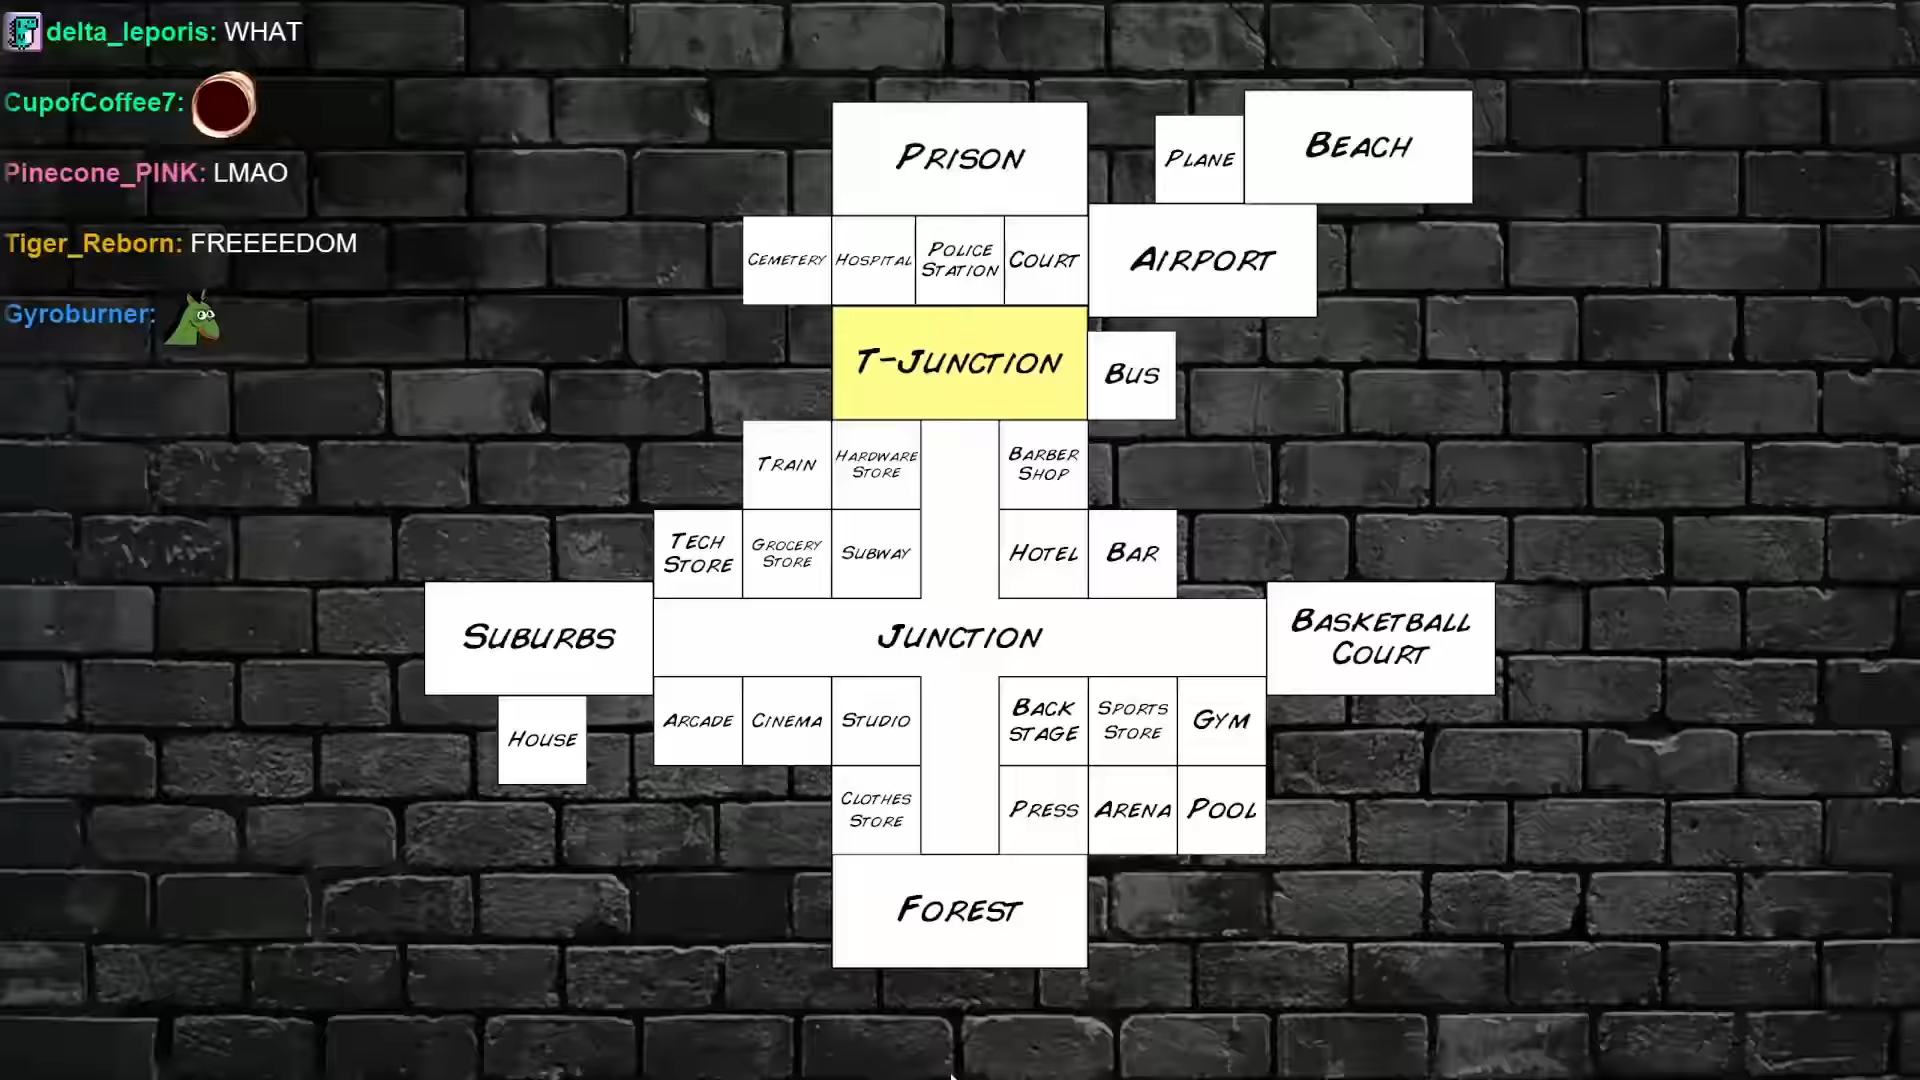 delta_leporis: WHAT
CupofCoffee7:
Pinecone_PINK: LMAO
Tiger_Reborn: FREEEEDOM
Gyroburner:
PRISON
PLANE
BEACH
CEMETERY
HOSPITAL
POLICE
STATION
COURT
AIRPORT
T-JUNCTION
BUS
TRAIN
HARDWARE
STORE
BARBER
SHOP
TECH
STORE
GROCERY
STORE
SUBWAY
HOTEL
BAR
SUBURBS
JUNCTION
BASKETBALL
COURT
HOUSE
ARCADE
CINEMA
STUDIO
BACK
STAGE
SPORTS
STORE
GYM
CLOTHES
STORE
PRESS
ARENA
POOL
FOREST